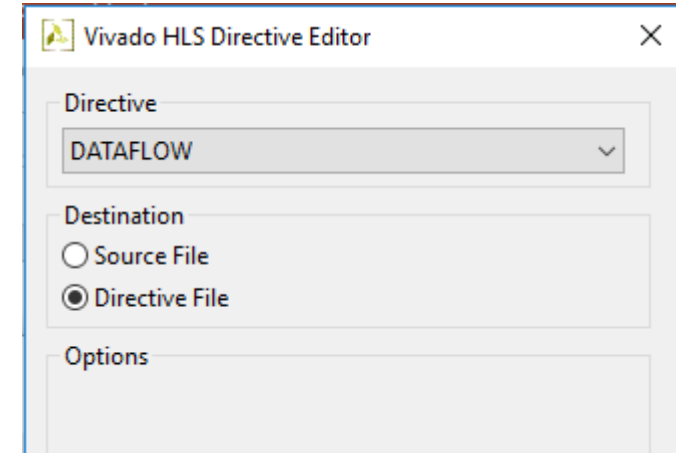 Vivado HLS Directive Editor
Directive
DATAFLOW
Destination
Source File
Directive File
Options